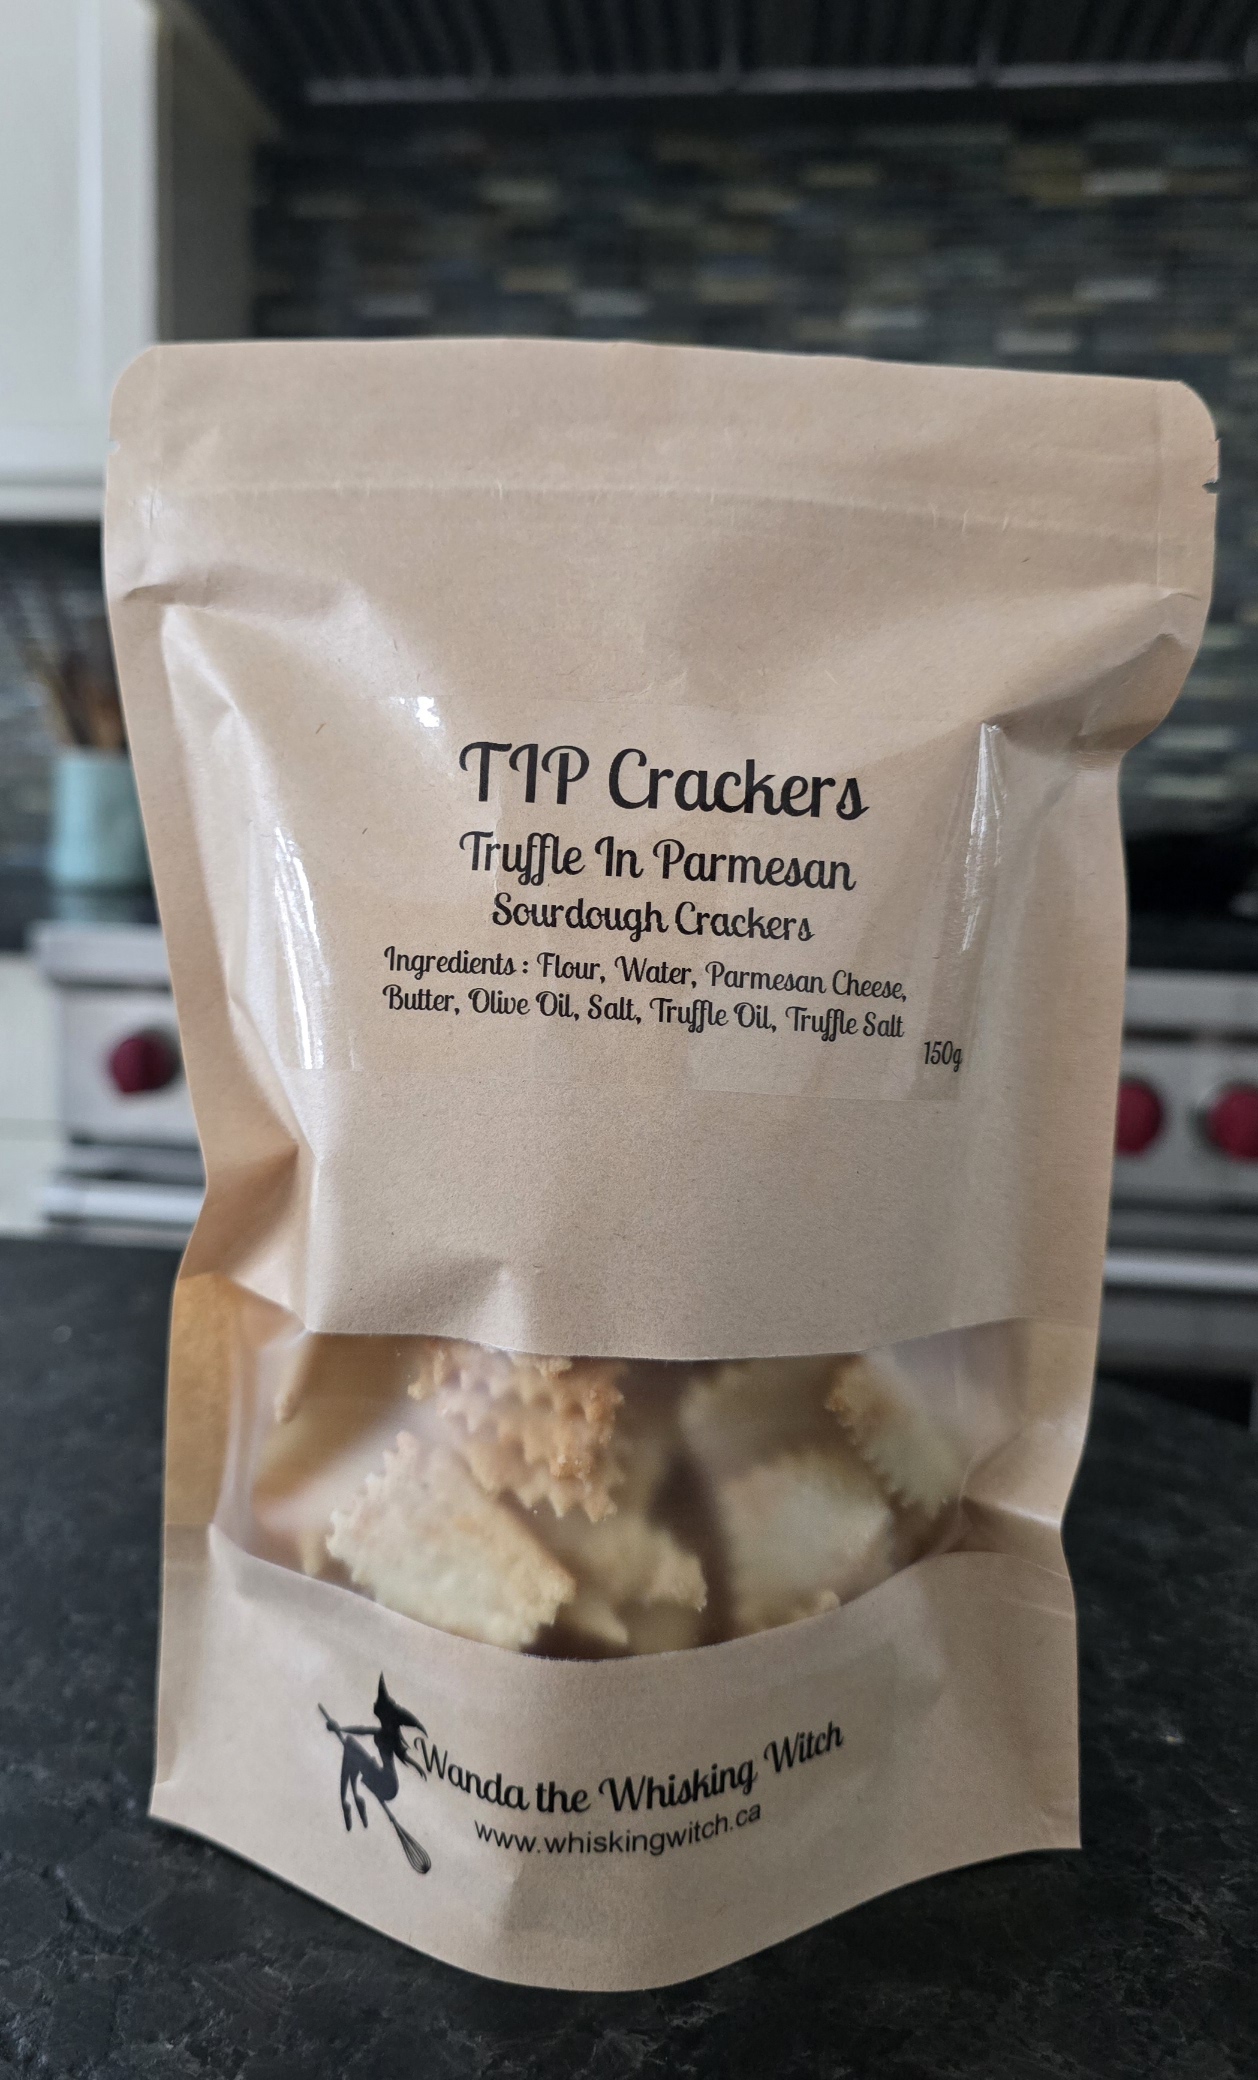 TIP Crackers
Truffle In Parmesan
Sourdough Crackers
Ingredients : Flour, Water, Parmesan Cheese,
Butter, Olive Oil, Salt, Truffle Oil, Truffle Salt
150g
Wanda the Whisking Witch
www.whiskingwitch.ca